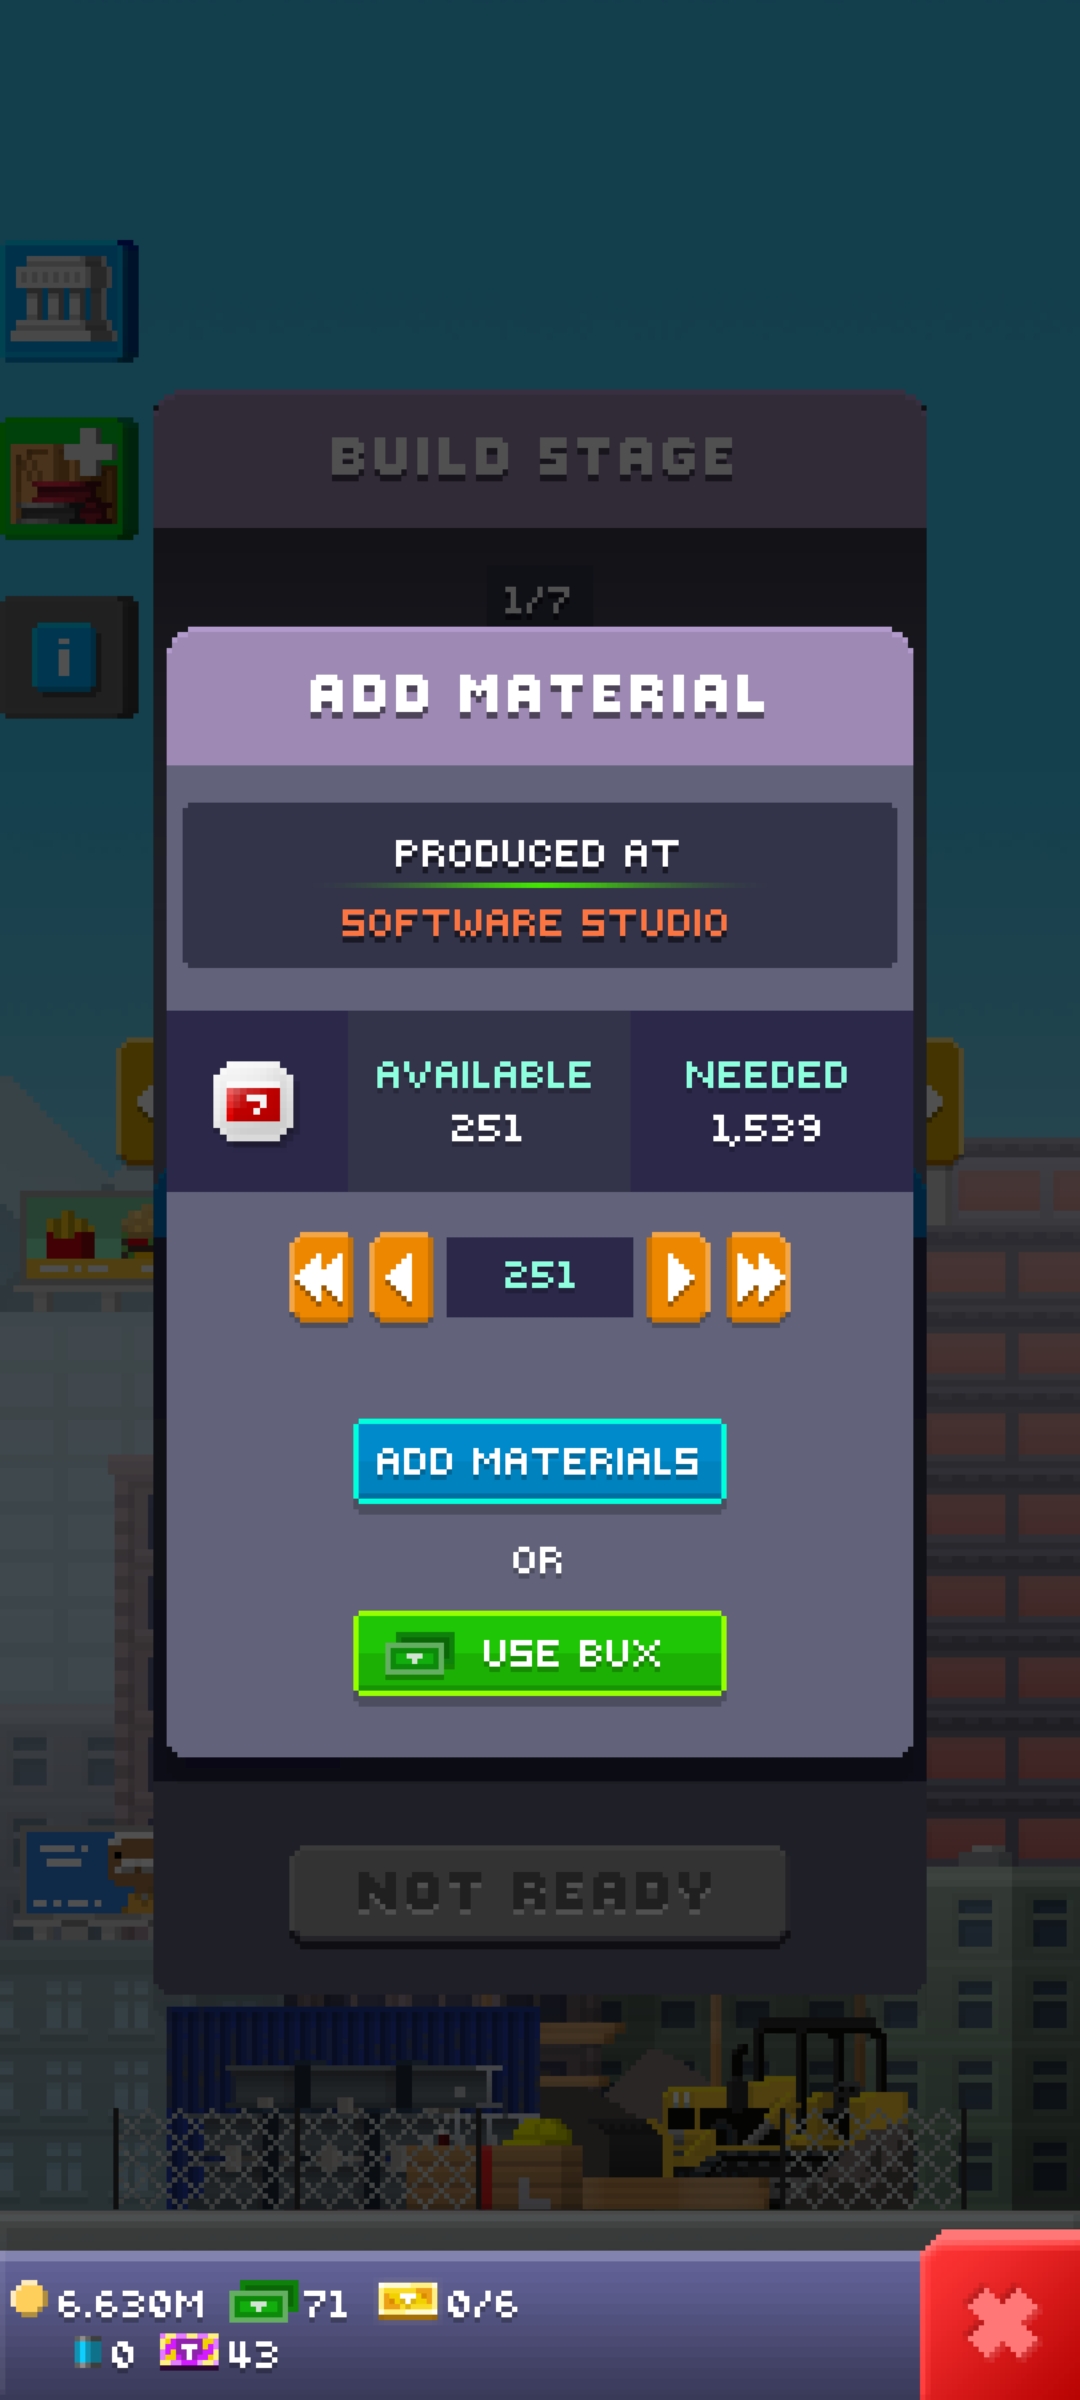 BUILD STAGE
1/7
ADD MATERIAL
PRODUCED AT
SOFTWARE STUDIO
AVAILABLE
251
NEEDED
1,539
251
ADD MATERIALS
OR
USE BUX
NOT READY
6.630M 71 0/6
0 43